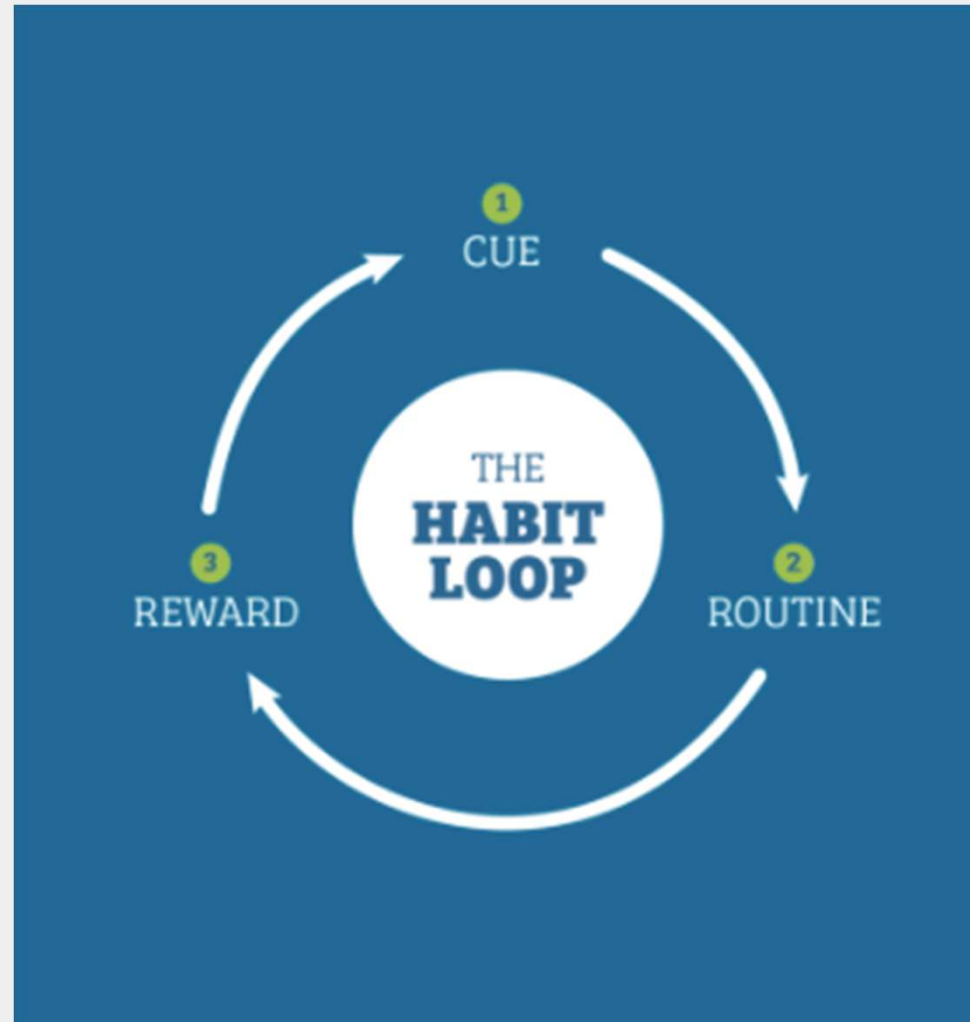 1
CUE
THE
HABIT
LOOP
3
REWARD
2
ROUTINE